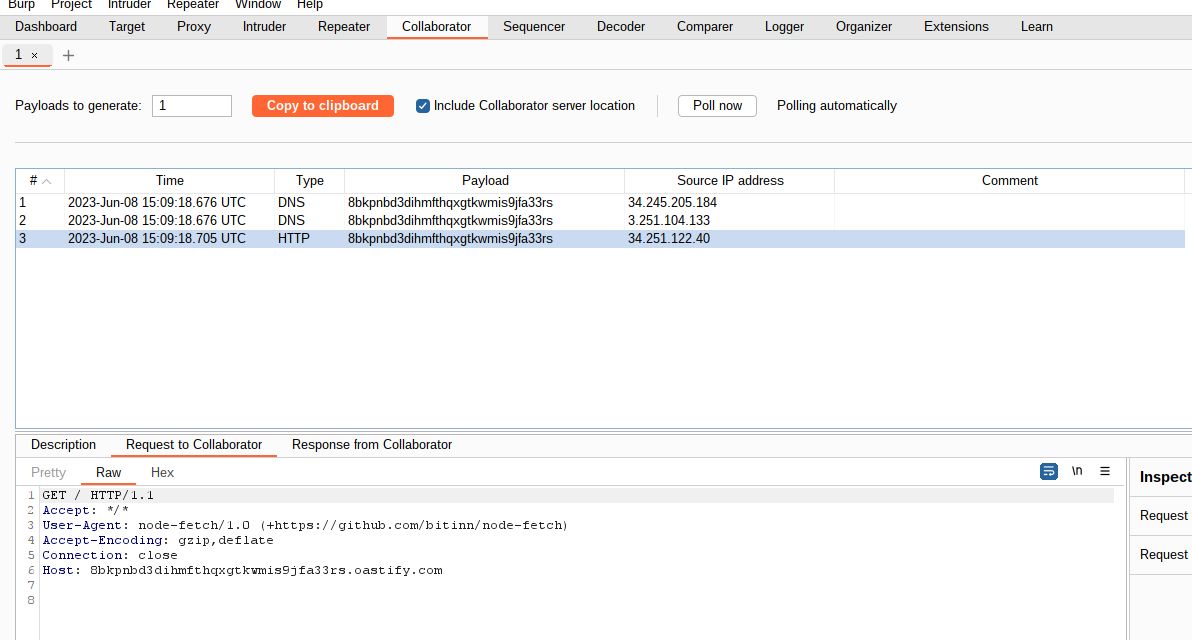 Burp Project Intruder Repeater Window Help
Dashboard Target Proxy Intruder Repeater Collaborator Sequencer Decoder Comparer Logger Organizer Extensions Learn
1 × +
Payloads to generate: 1 Copy to clipboard Include Collaborator server location Poll now Polling automatically
# Time Type Payload Source IP address Comment
1 2023-Jun-08 15:09:18.676 UTC DNS 8bkpnbd3dihmfthqxgtkwmis9jfa33rs 34.245.205.184
2 2023-Jun-08 15:09:18.676 UTC DNS 8bkpnbd3dihmfthqxgtkwmis9jfa33rs 3.251.104.133
3 2023-Jun-08 15:09:18.705 UTC HTTP 8bkpnbd3dihmfthqxgtkwmis9jfa33rs 34.251.122.40
Description Request to Collaborator Response from Collaborator
Pretty Raw Hex \n
Inspect
1 GET / HTTP/1.1
2 Accept: */*
3 User-Agent: node-fetch/1.0 (+https://github.com/bitinn/node-fetch)
4 Accept-Encoding: gzip,deflate
5 Connection: close
6 Host: 8bkpnbd3dihmfthqxgtkwmis9jfa33rs.oastify.com
7
8
Request
Request